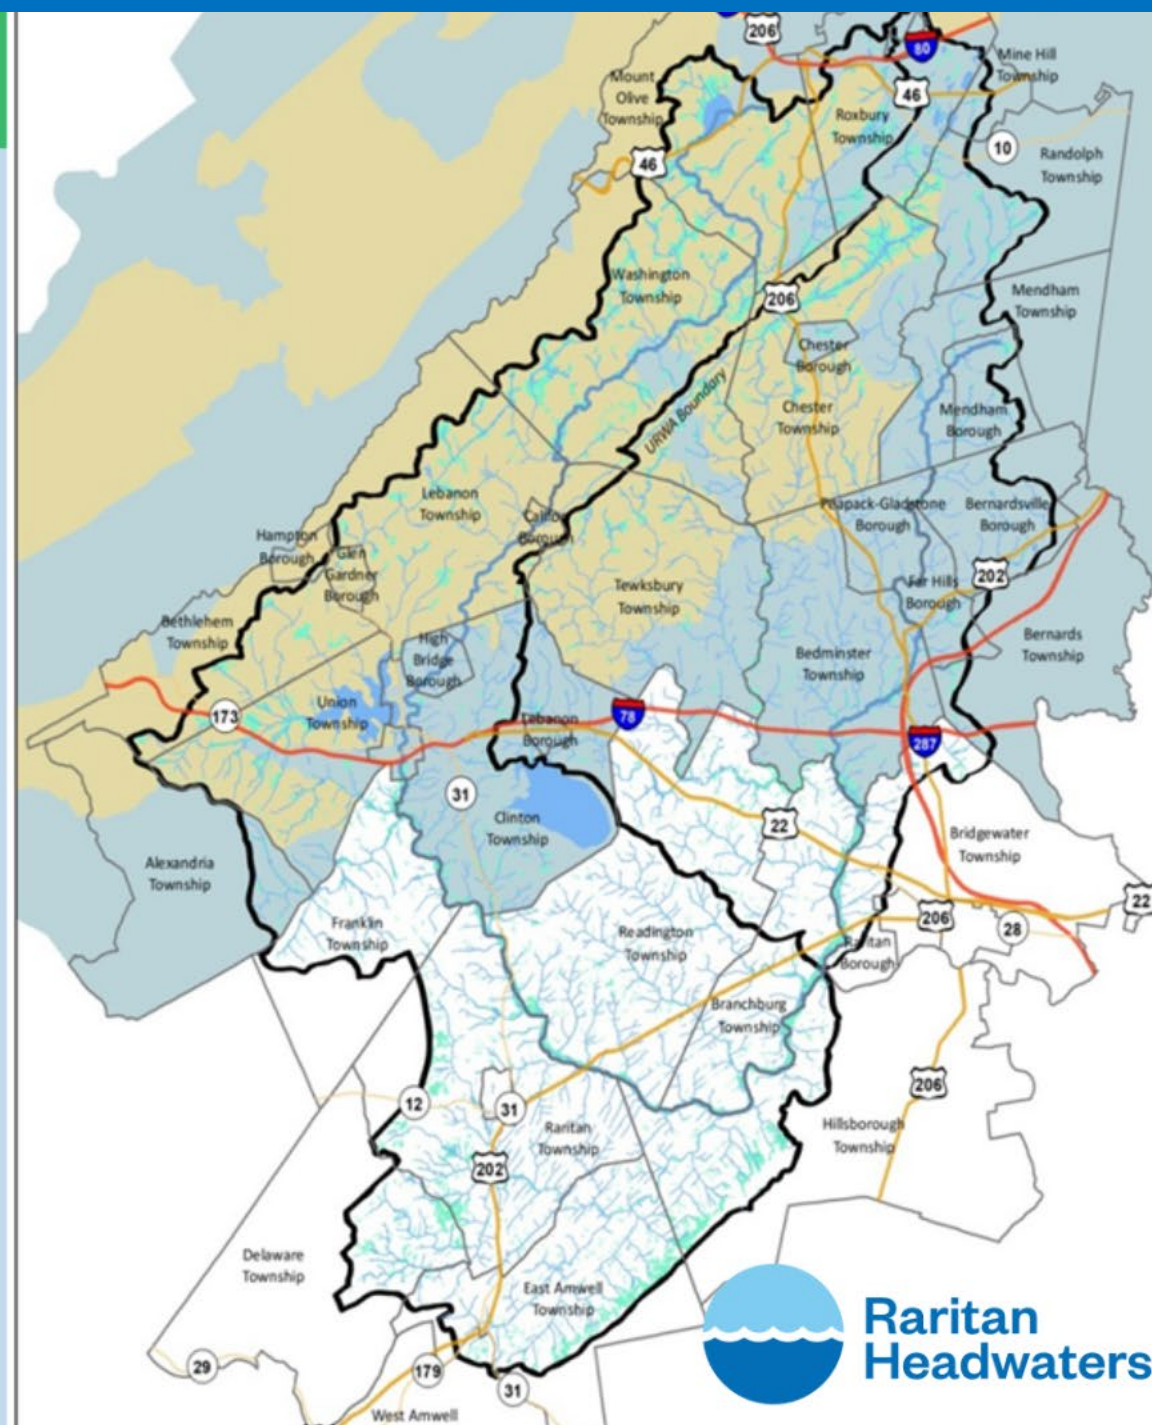 206
80
Mine Hill
Township
Mount
Olive
Township
46
Roxbury
Township
10
Randolph
Township
46
Washington
Township
206
Mendham
Township
Chester
Borough
URWA Boundary
Chester
Township
Mendham
Borough
Lebanon
Township
Califon
Borough
Peapack-Gladstone
Borough
Bernardsville
Borough
Hampton
Borough
Glen
Gardner
Borough
202
Tewksbury
Township
Far Hills
Borough
Bethlehem
Township
High
Bridge
Borough
Bernards
Township
Bedminster
Township
Union
Township
173
Lebanon
Borough
78
287
31
Clinton
Township
22
Bridgewater
Township
Alexandria
Township
22
Franklin
Township
Readington
Township
206
28
Raritan
Borough
Branchburg
Township
206
12
31
Raritan
Township
Hillsborough
Township
202
Delaware
Township
East Amwell
Township
Raritan
Headwaters
29
179
31
West Amwell